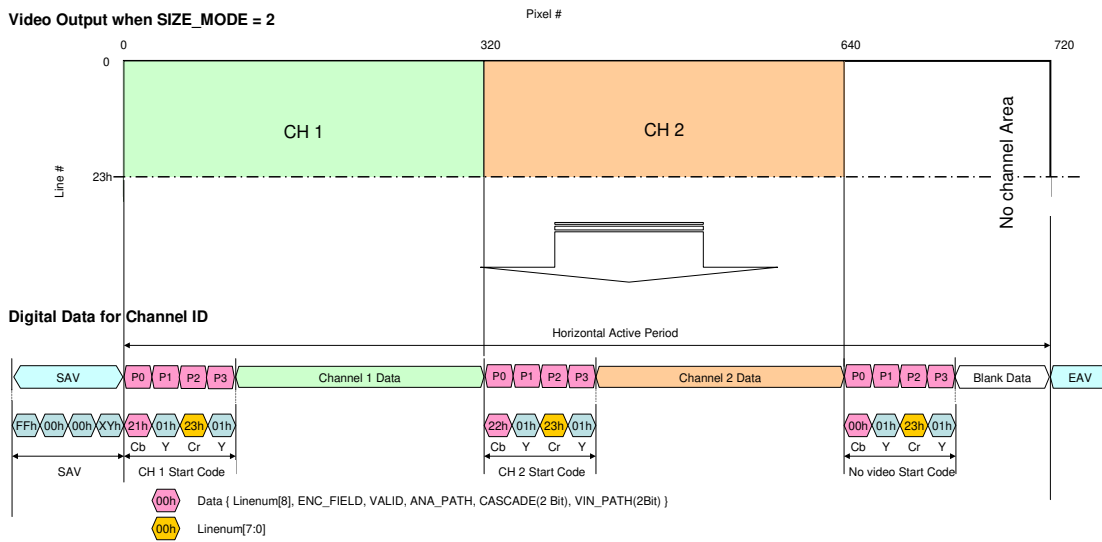 Pixel #
Video Output when SIZE_MODE = 2
0 320 640 720
0
CH 1 CH 2
No channel Area
Line #
23h
Digital Data for Channel ID
Horizontal Active Period
SAV P0 P1 P2 P3 Channel 1 Data P0 P1 P2 P3 Channel 2 Data P0 P1 P2 P3 Blank Data EAV
FFh 00h 00h XYh 21h 01h 23h 01h 22h 01h 23h 01h 00h 01h 23h 01h
Cb Y Cr Y Cb Y Cr Y Cb Y Cr Y
SAV CH 1 Start Code CH 2 Start Code No video Start Code
00h Data { Linenum[8], ENC_FIELD, VALID, ANA_PATH, CASCADE(2 Bit), VIN_PATH(2Bit) }
00h Linenum[7:0]